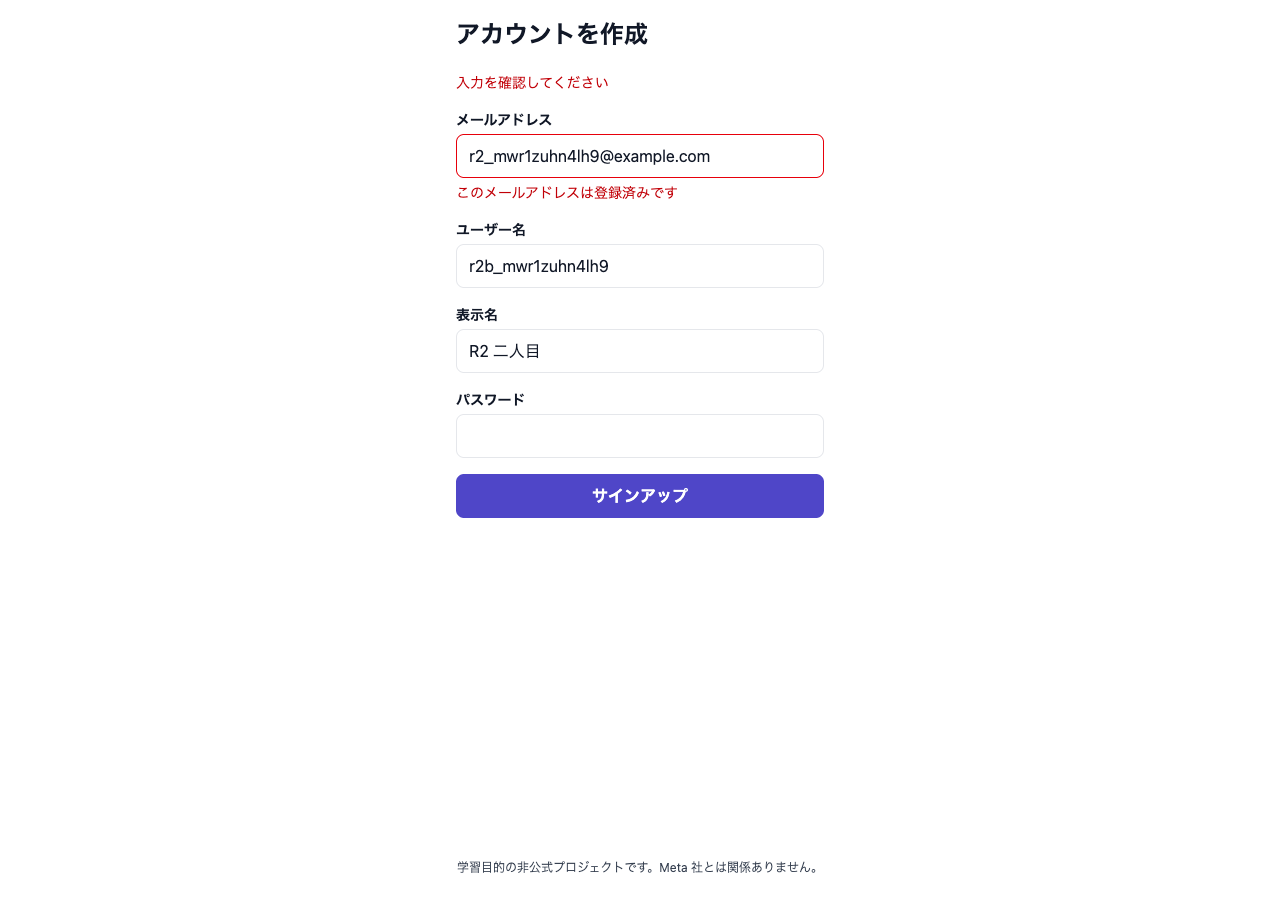 アカウントを作成
入力を確認してください
メールアドレス
r2_mwr1zuhn4lh9@example.com
このメールアドレスは登録済みです
ユーザー名
r2b_mwr1zuhn4lh9
表示名
R2 二人目
パスワード
サインアップ
学習目的の非公式プロジェクトです。Meta 社とは関係ありません。